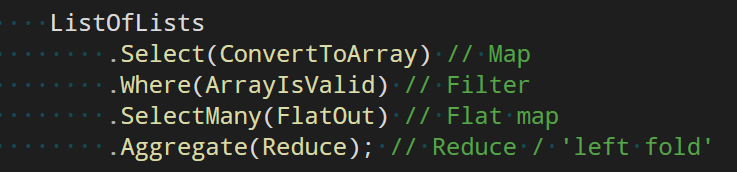 ListOfLists
.Select(ConvertToArray) // Map
.Where(ArrayIsValid) // Filter
.SelectMany(FlatOut) // Flat map
.Aggregate(Reduce); // Reduce / 'left fold'